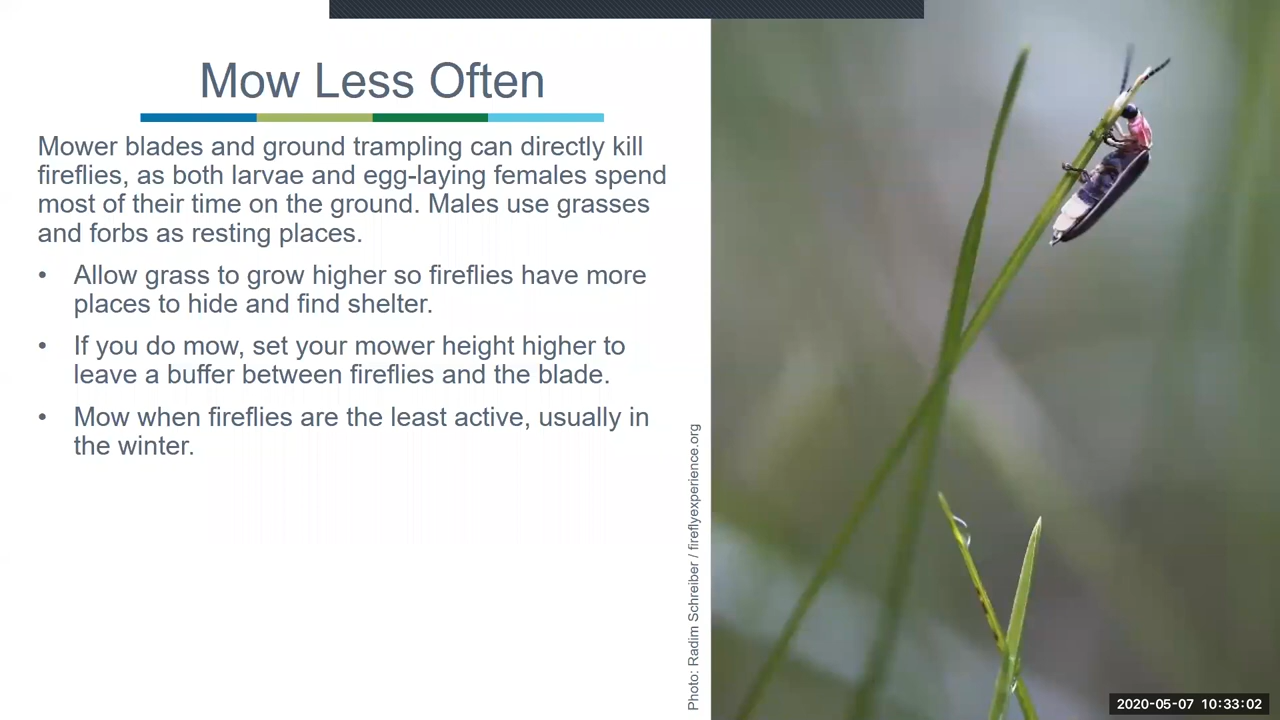 Mow Less Often
Mower blades and ground trampling can directly kill
fireflies, as both larvae and egg-laying females spend
most of their time on the ground. Males use grasses
and forbs as resting places.
• Allow grass to grow higher so fireflies have more
places to hide and find shelter.
• If you do mow, set your mower height higher to
leave a buffer between fireflies and the blade.
• Mow when fireflies are the least active, usually in
the winter.
Photo: Radim Schreiber / fireflyexperience.org
2020-05-07 10:33:02